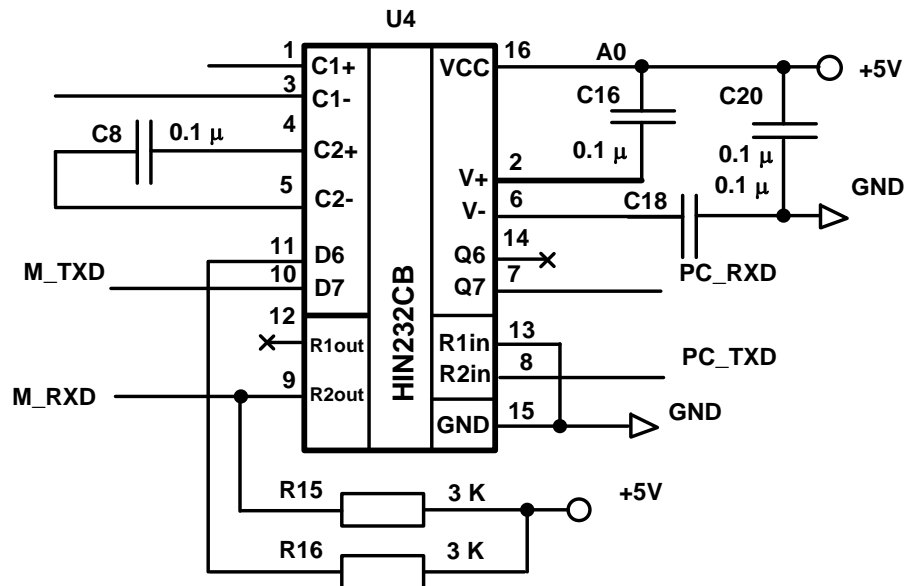 U4
1 C1+ VCC 16 A0 +5V
3 C1- C16 C20
C8 0.1 μ 4 C2+ 0.1 μ 0.1 μ
5 C2- V+ 2 0.1 μ GND
V- 6 C18
11 D6 Q6 14
M_TXD 10 D7 Q7 7 PC_RXD
12 R1out R1in 13
M_RXD 9 R2out R2in 8 PC_TXD
HIN232CB
GND 15 GND
R15 3 K +5V
R16 3 K